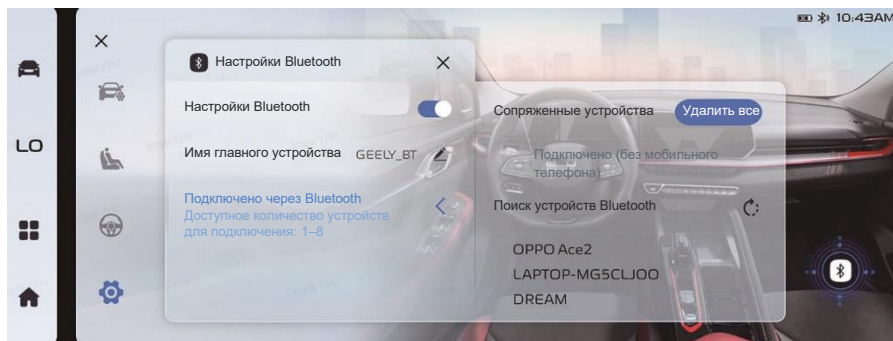 10:43AM
Настройки Bluetooth
Настройки Bluetooth
Сопряженные устройства
Удалить все
LO
Имя главного устройства
GEELY_BT
Подключено (без мобильного
телефона)
Подключено через Bluetooth
Доступное количество устройств
для подключения: 1–8
Поиск устройств Bluetooth
OPPO Ace2
LAPTOP-MG5CLJOO
DREAM